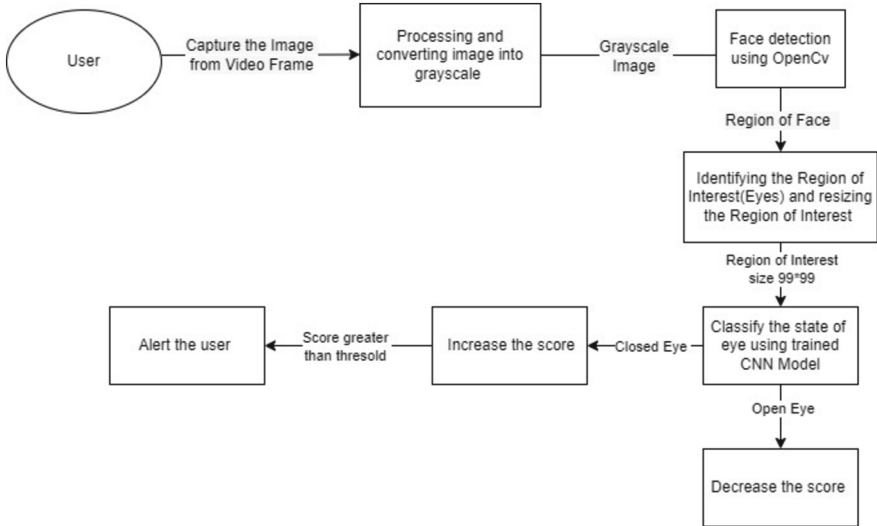 User
Capture the Image
from Video Frame
Processing and
converting image into
grayscale
Grayscale
Image
Face detection
using OpenCv
Region of Face
Identifying the Region of
Interest(Eyes) and resizing
the Region of Interest
Region of Interest
size 99*99
Classify the state of
eye using trained
CNN Model
Closed Eye
Increase the score
Score greater
than thresold
Alert the user
Open Eye
Decrease the score